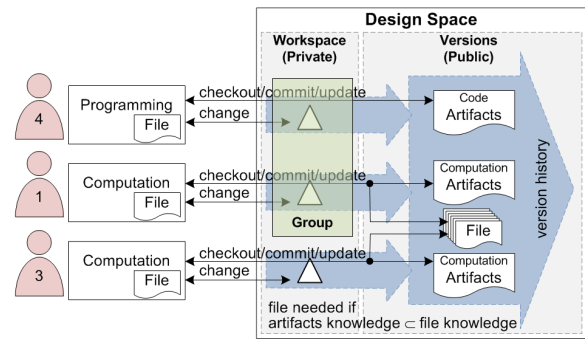 Design Space
Workspace
(Private)
Versions
(Public)
4
Programming
File
checkout/commit/update
change
Code
Artifacts
1
Computation
File
checkout/commit/update
change
Group
Computation
Artifacts
File
3
Computation
File
checkout/commit/update
change
Computation
Artifacts
version history
file needed if
artifacts knowledge ⊂ file knowledge